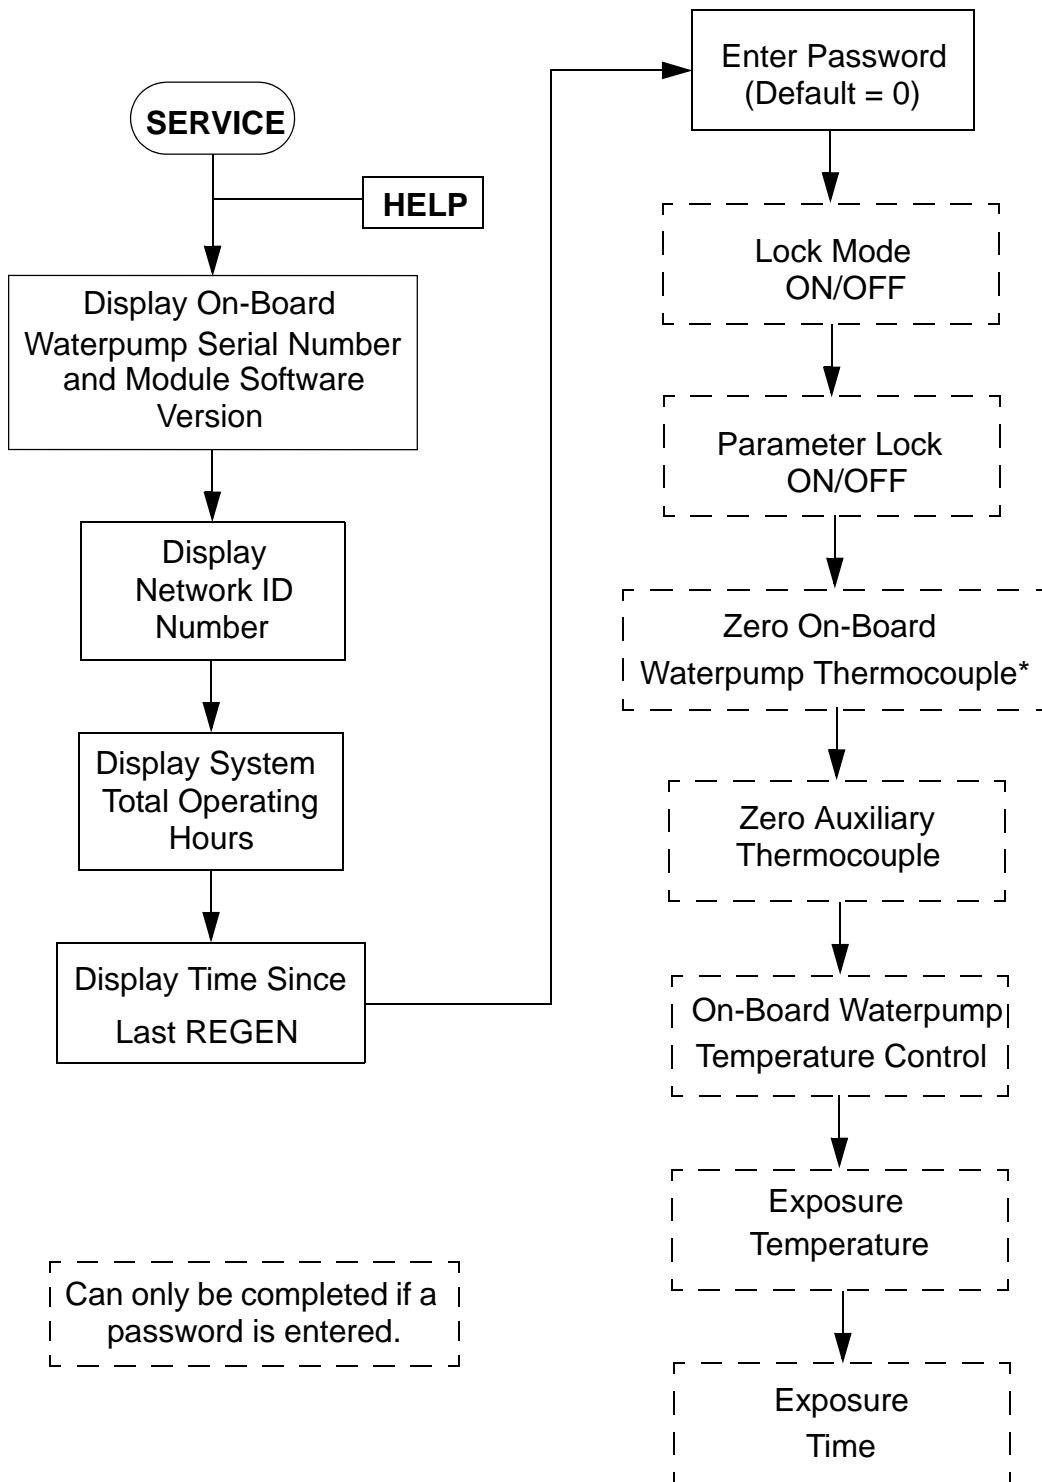 SERVICE
HELP
Display On-Board
Waterpump Serial Number
and Module Software
Version
Display
Network ID
Number
Display System
Total Operating
Hours
Display Time Since
Last REGEN
Can only be completed if a
password is entered.
Enter Password
(Default = 0)
Lock Mode
ON/OFF
Parameter Lock
ON/OFF
Zero On-Board
Waterpump Thermocouple*
Zero Auxiliary
Thermocouple
On-Board Waterpump
Temperature Control
Exposure
Temperature
Exposure
Time